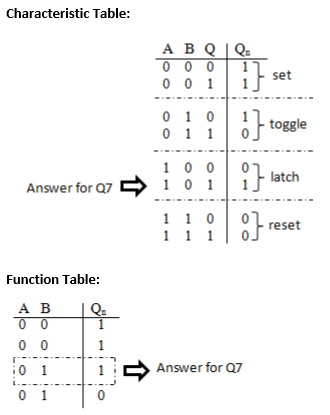 Characteristic Table:
A B Q Qn
0 0 0 1
0 0 1 1
set
0 1 0 1
0 1 1 0
toggle
1 0 0 0
Answer for Q7 1 0 1 1
latch
1 1 0 0
1 1 1 0
reset
Function Table:
A B Qn
0 0 1
0 0 1
0 1 1 Answer for Q7
0 1 0